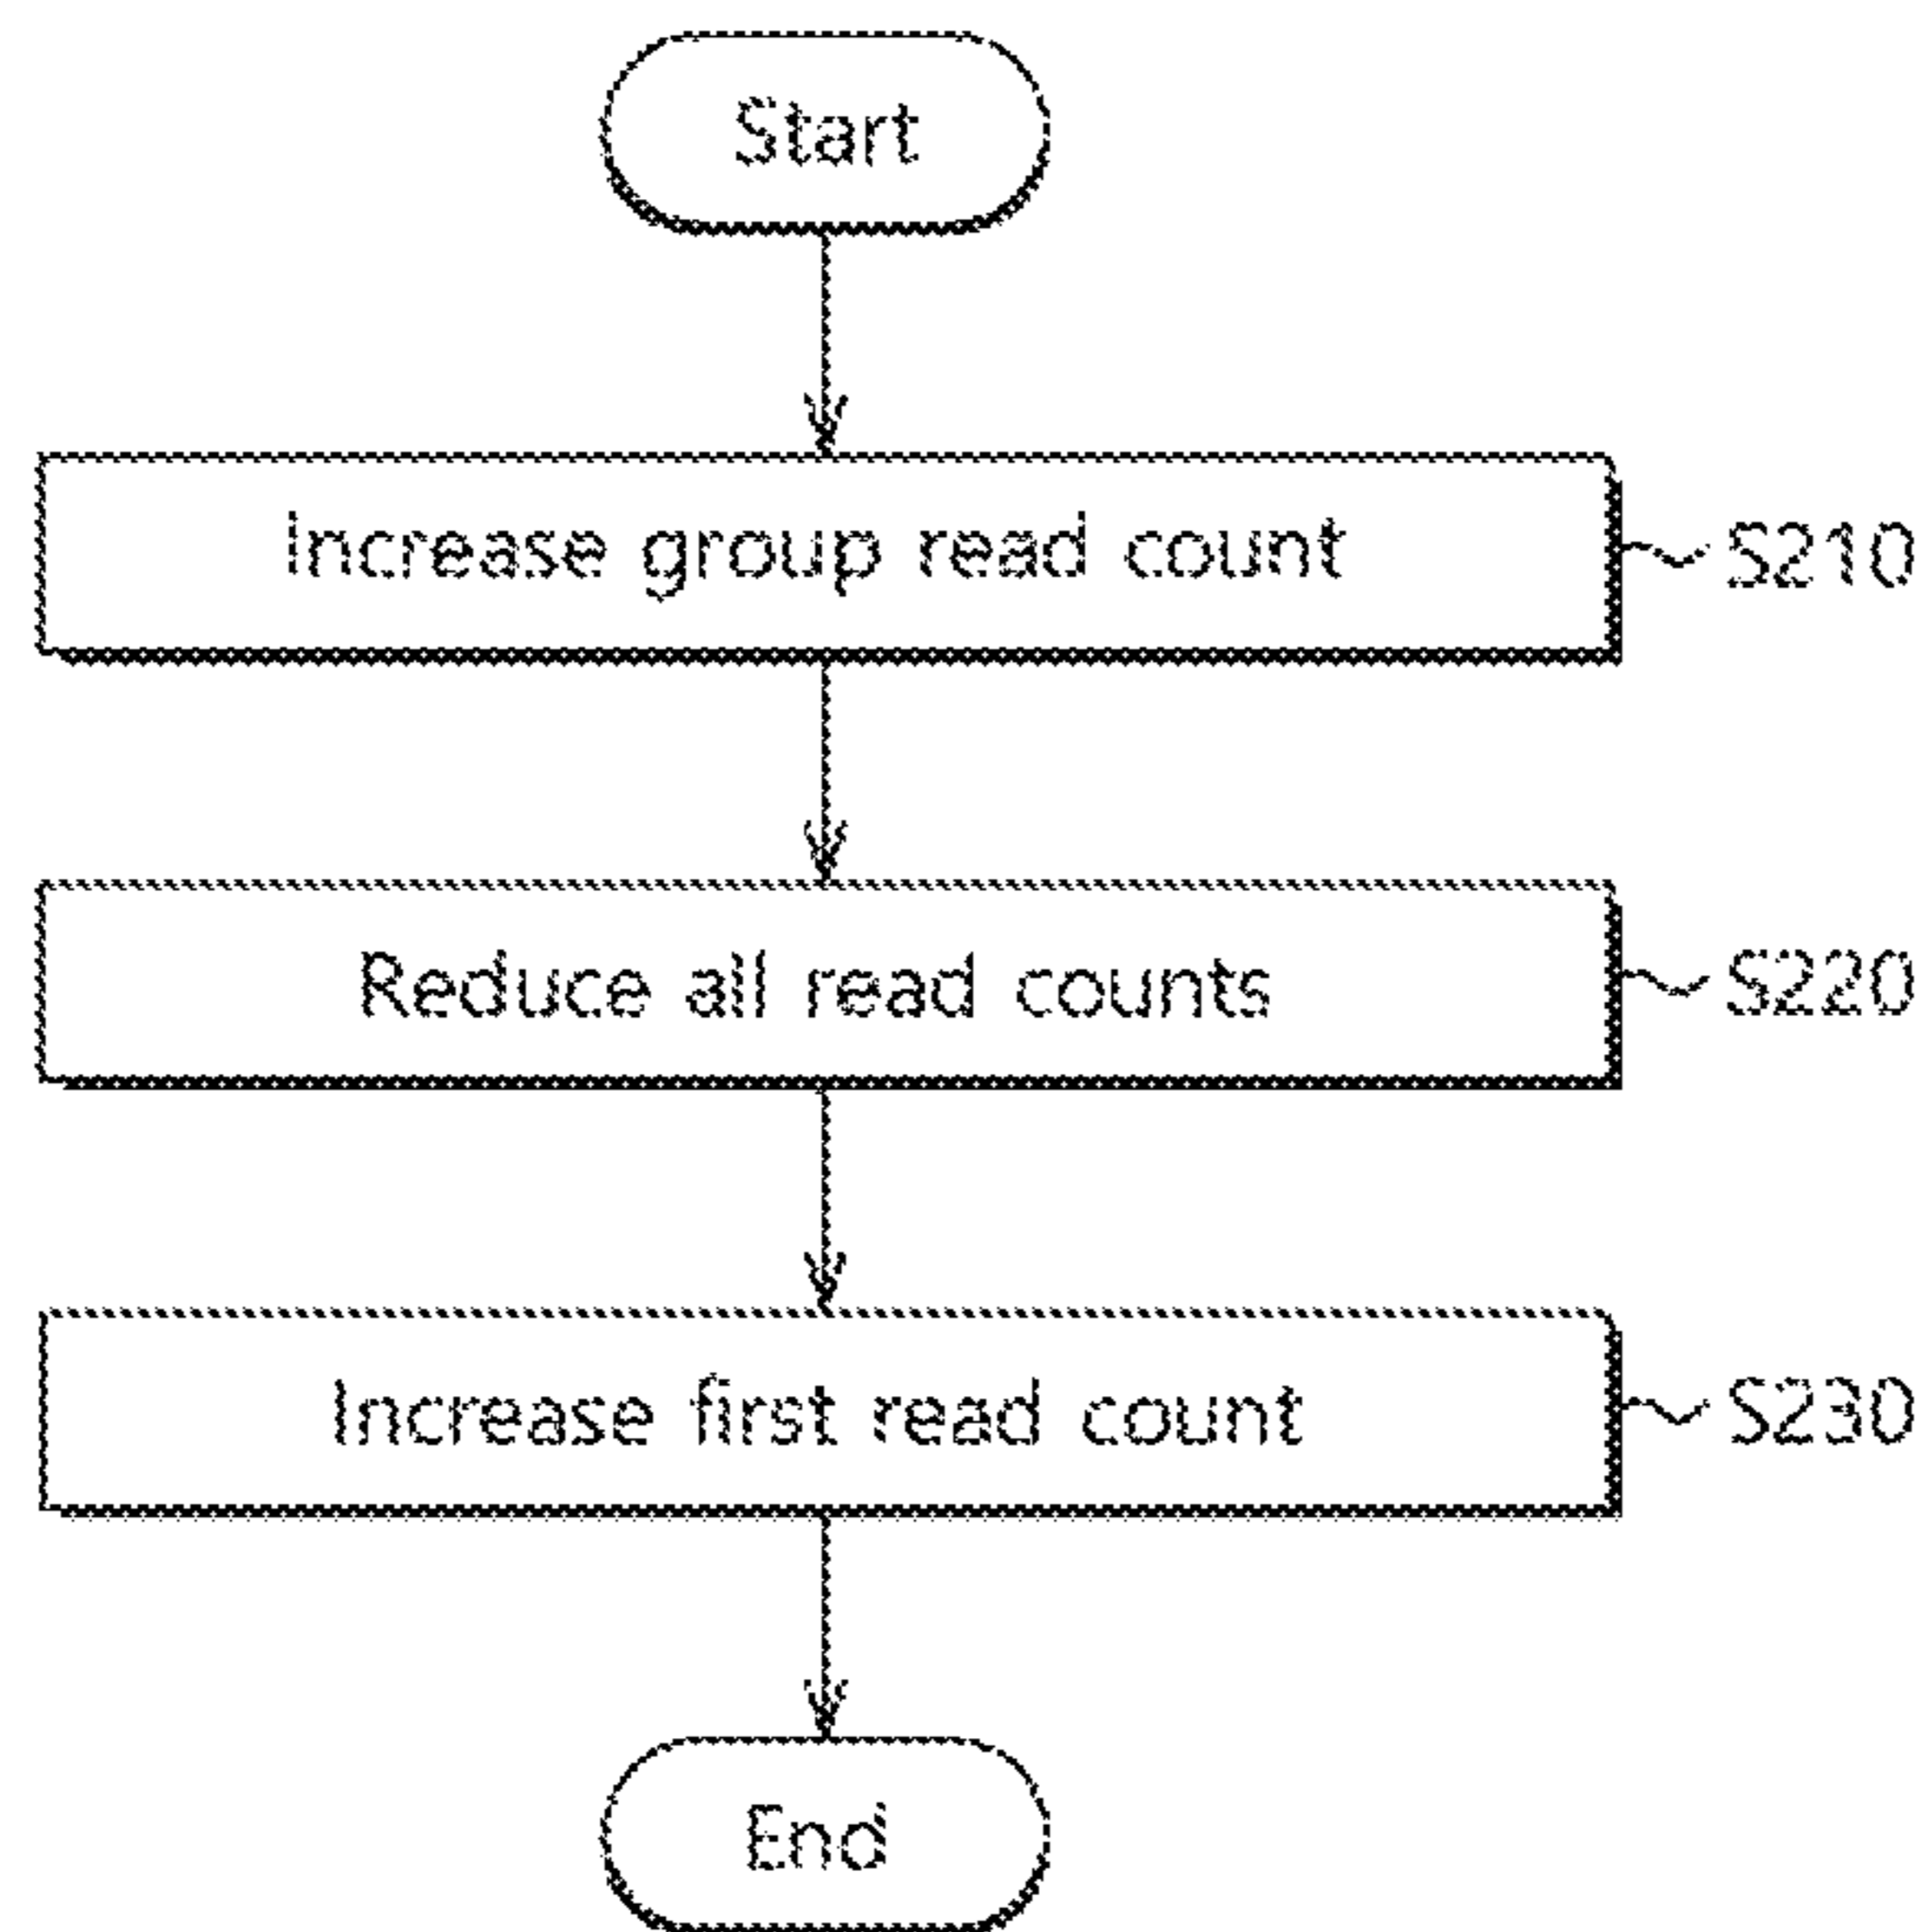 Start
Increase group read count
S210
Reduce all read counts
S220
Increase first read count
S230
End